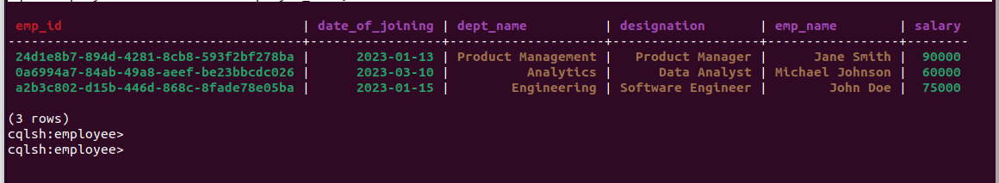 emp_id | date_of_joining | dept_name | designation | emp_name | salary
--------------------------------------+-----------------+--------------------+-------------------+-----------------+--------
24d1e8b7-894d-4281-8cb8-593f2bf278ba | 2023-01-13 | Product Management | Product Manager | Jane Smith | 90000
0a6994a7-84ab-49a8-aeef-be23bbcdc026 | 2023-03-10 | Analytics | Data Analyst | Michael Johnson | 60000
a2b3c802-d15b-446d-868c-8fade78e05ba | 2023-01-15 | Engineering | Software Engineer | John Doe | 75000
(3 rows)
cqlsh:employee>
cqlsh:employee>